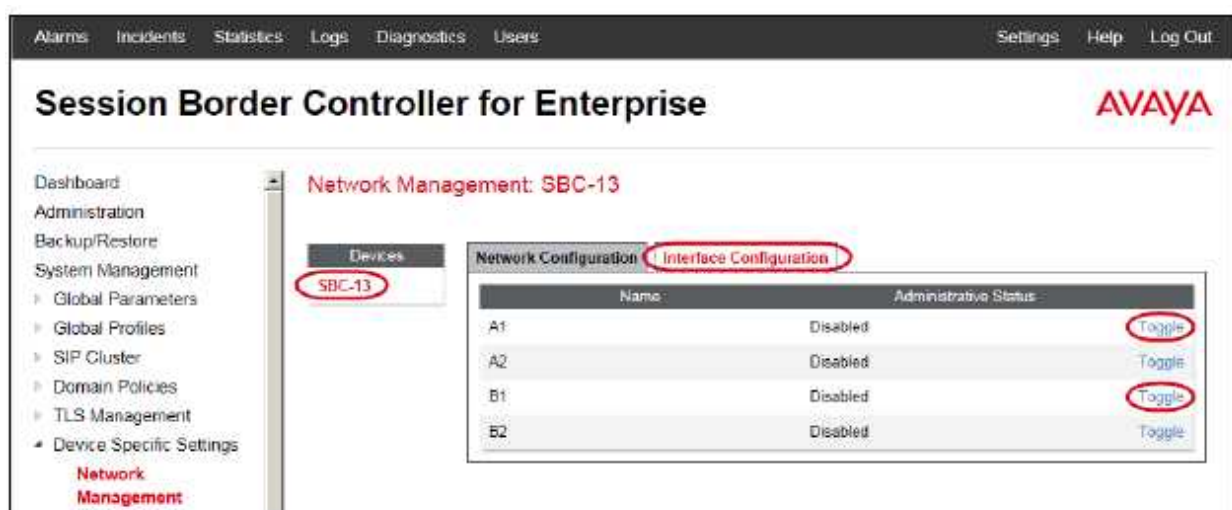 Alarms Incidents Statistics Logs Diagnostics Users Settings Help Log Out
Session Border Controller for Enterprise
AVAYA
Dashboard
Administration
Backup/Restore
System Management
Global Parameters
Global Profiles
SIP Cluster
Domain Policies
TLS Management
Device Specific Settings
Network
Management
Network Management: SBC-13
Devices
SBC-13
Network Configuration Interface Configuration
Name Administrative Status
A1 Disabled Toggle
A2 Disabled Toggle
B1 Disabled Toggle
B2 Disabled Toggle